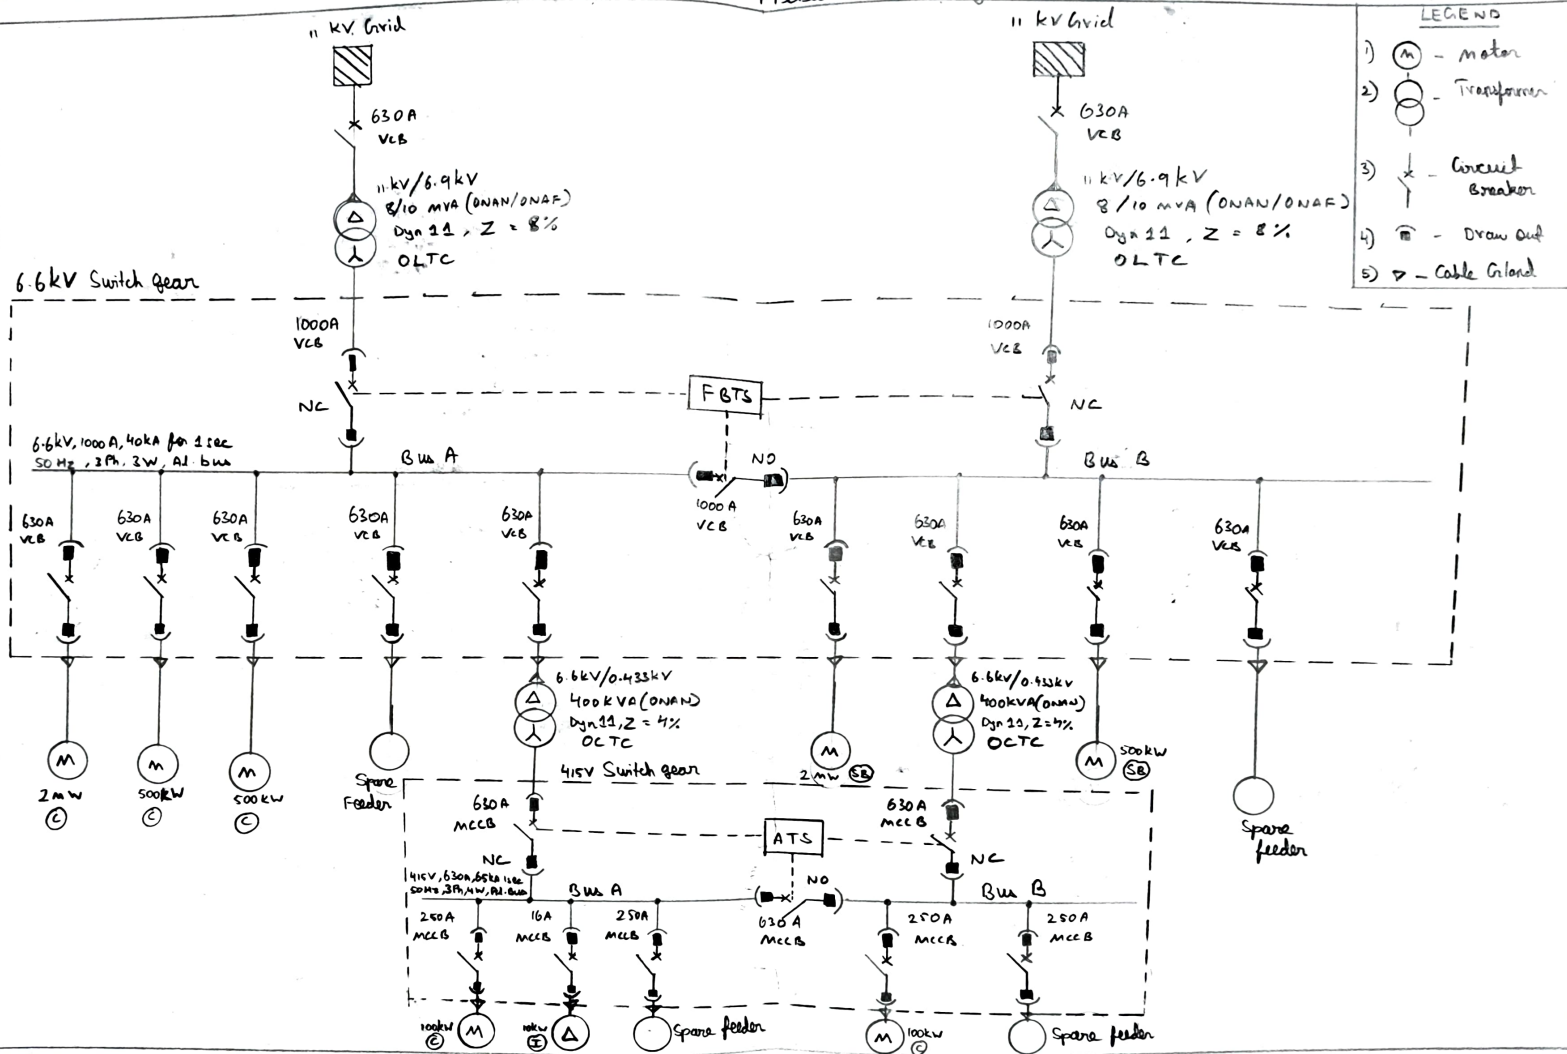 11 kV Grid
11 kV Grid
630A
VCB
630A
VCB
11 kV/6.9kV
8/10 MVA (ONAN/ONAF)
Dyn11, Z = 8%
OLTC
11 kV/6.9kV
8/10 MVA (ONAN/ONAF)
Dyn11, Z = 8%
OLTC
LEGEND
1) M - Motor
2) - Transformer
3) - Circuit
Breaker
4) - Draw out
5) - Cable Gland
6.6kV Switch gear
1000A
VCB
NC
FBTS
1000A
VCB
NC
6.6kV, 1000A, 40kA for 1 sec
50 Hz, 3Ph, 3W, Al. bus
Bus A
NO
1000A
VCB
Bus B
630A
VCB
630A
VCB
630A
VCB
630A
VCB
630A
VCB
630A
VCB
630A
VCB
630A
VCB
630A
VCB
6.6kV/0.433kV
400KVA(ONAN)
Dyn11, Z=4%
OCTC
6.6kV/0.433kV
400KVA(ONAN)
Dyn11, Z=4%
OCTC
M
2MW
C
M
500KW
C
M
500KW
C
Spare
Feeder
M
2MW SB
M
500KW
SB
Spare
feeder
415V Switch gear
630A
MCCB
NC
ATS
630A
MCCB
NC
415V, 630A, 65kA 1sec
50Hz, 3Ph, 4W, Al. Bus
Bus A
NO
630A
MCCB
Bus B
250A
MCCB
16A
MCCB
250A
MCCB
250A
MCCB
250A
MCCB
100KW
C
M
10KW
I
Spare feeder
M
100KW
C
Spare feeder